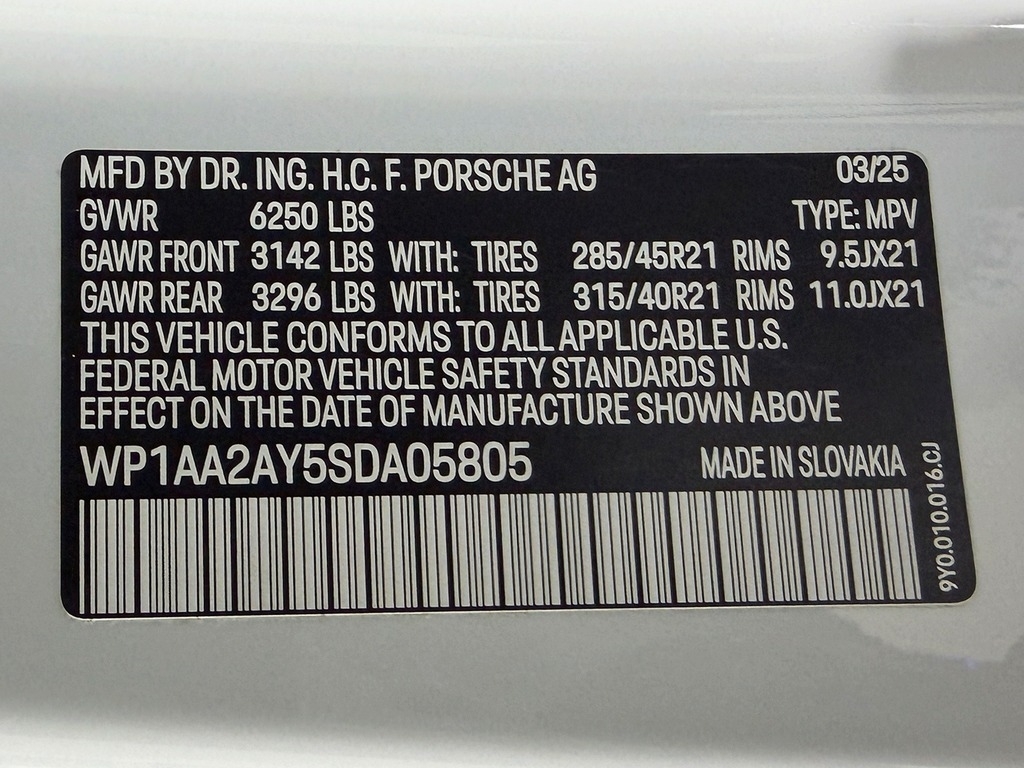 MFD BY DR. ING. H.C. F. PORSCHE AG 03/25
GVWR 6250 LBS TYPE: MPV
GAWR FRONT 3142 LBS WITH: TIRES 285/45R21 RIMS 9.5JX21
GAWR REAR 3296 LBS WITH: TIRES 315/40R21 RIMS 11.0JX21
THIS VEHICLE CONFORMS TO ALL APPLICABLE U.S.
FEDERAL MOTOR VEHICLE SAFETY STANDARDS IN
EFFECT ON THE DATE OF MANUFACTURE SHOWN ABOVE
WP1AA2AY5SDA05805 MADE IN SLOVAKIA
9Y0.010.016.CJ